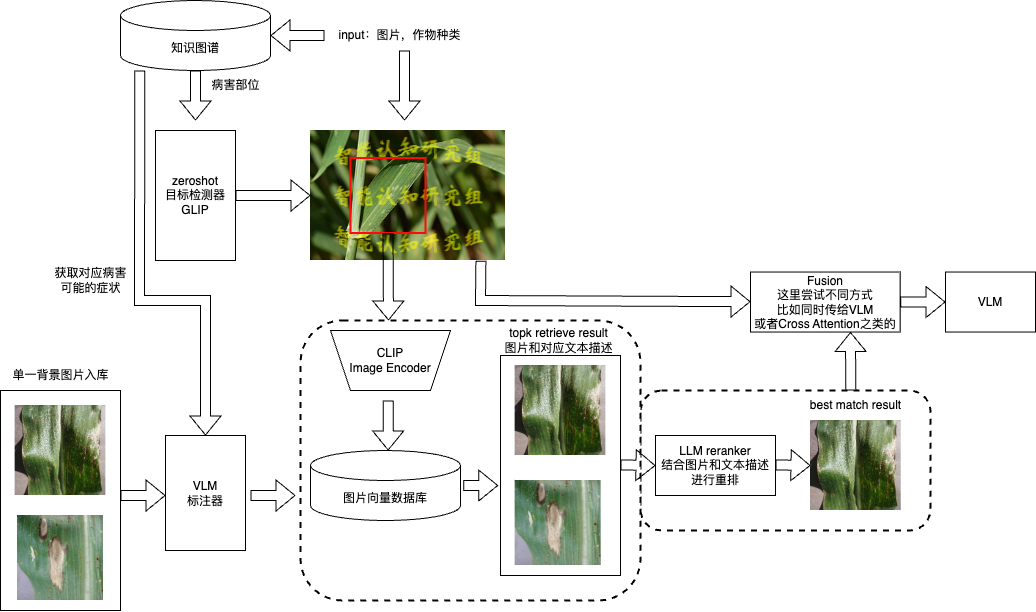 知识图谱
input：图片，作物种类
病害部位
zeroshot
目标检测器
GLIP
智能认知研究组
智能认知研究组
智能认知研究组
获取对应病害
可能的症状
Fusion
这里尝试不同方式
比如同时传给VLM
或者Cross Attention之类的
VLM
CLIP
Image Encoder
topk retrieve result
图片和对应文本描述
单一背景图片入库
best match result
VLM
标注器
图片向量数据库
LLM reranker
结合图片和文本描述
进行重排